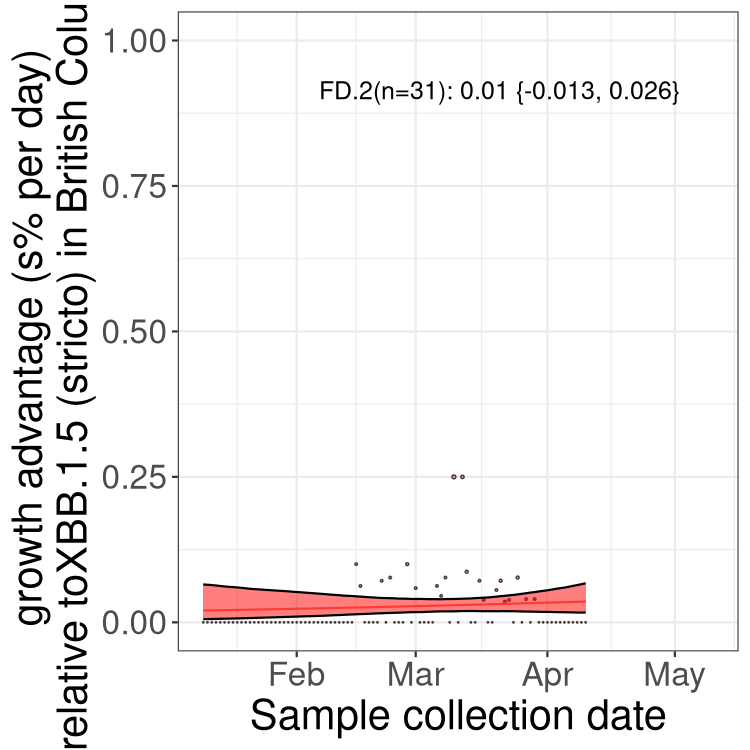 growth advantage (s% per day)
relative toXBB.1.5 (stricto) in British Colu
1.00
0.75
0.50
0.25
0.00
FD.2(n=31): 0.01 {-0.013, 0.026}
Feb Mar Apr May
Sample collection date